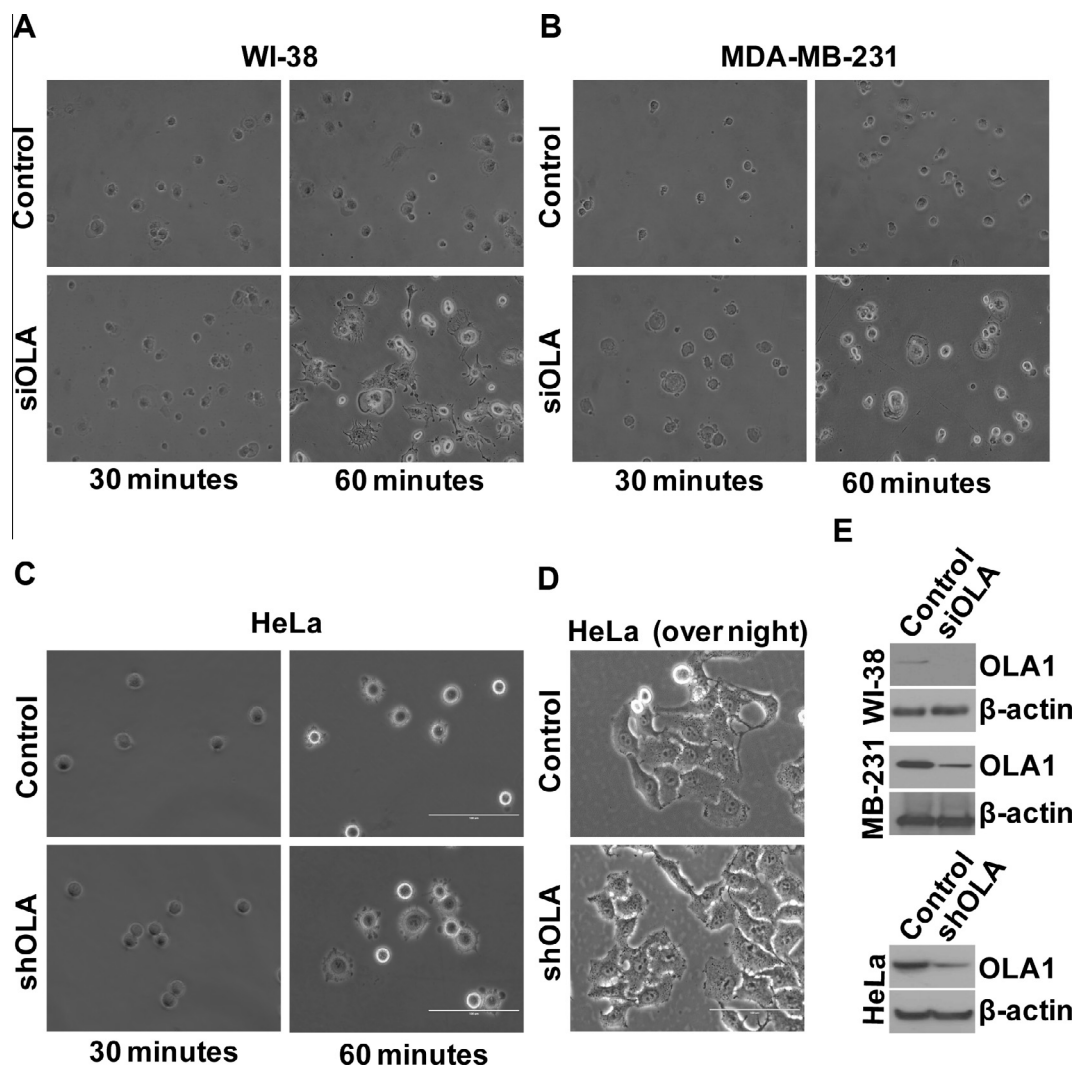 A
B
WI-38
MDA-MB-231
Control
Control
siOLA
siOLA
30 minutes
60 minutes
30 minutes
60 minutes
C
D
E
HeLa
HeLa (over night)
Control
shOLA
Control
shOLA
30 minutes
60 minutes
Control
siOLA
WI-38
OLA1
β-actin
MB-231
OLA1
β-actin
Control
shOLA
HeLa
OLA1
β-actin